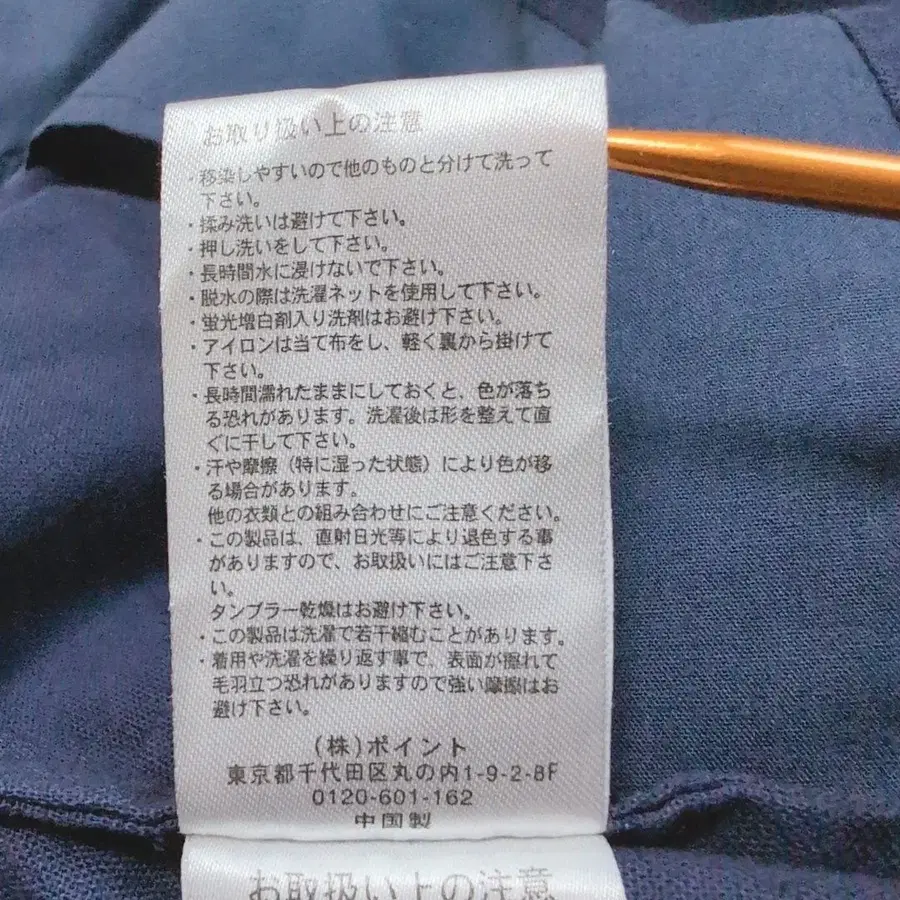 お取り扱い上の注意
・移染しやすいので他のものと分けて洗って
下さい。
・揉み洗いは避けて下さい。
・押し洗いをして下さい。
・長時間水に浸けないで下さい。
・脱水の際は洗濯ネットを使用して下さい。
・蛍光増白剤入り洗剤はお避け下さい。
・アイロンは当て布をし、軽く裏から掛けて
下さい。
・長時間濡れたままにしておくと、色が落ち
る恐れがあります。洗濯後は形を整えて直
ぐに干して下さい。
・汗や摩擦（特に湿った状態）により色が移
る場合があります。
他の衣類との組み合わせにご注意ください。
・この製品は、直射日光等により退色する事
がありますので、お取扱いにはご注意下さ
い。
タンブラー乾燥はお避け下さい。
・この製品は洗濯で若干縮むことがあります。
・着用や洗濯を繰り返す事で、表面が擦れて
毛羽立つ恐れがありますので強い摩擦はお
避け下さい。
（株）ポイント
東京都千代田区丸の内1-9-2-8F
0120-601-162
中国製
お取扱い上の注意